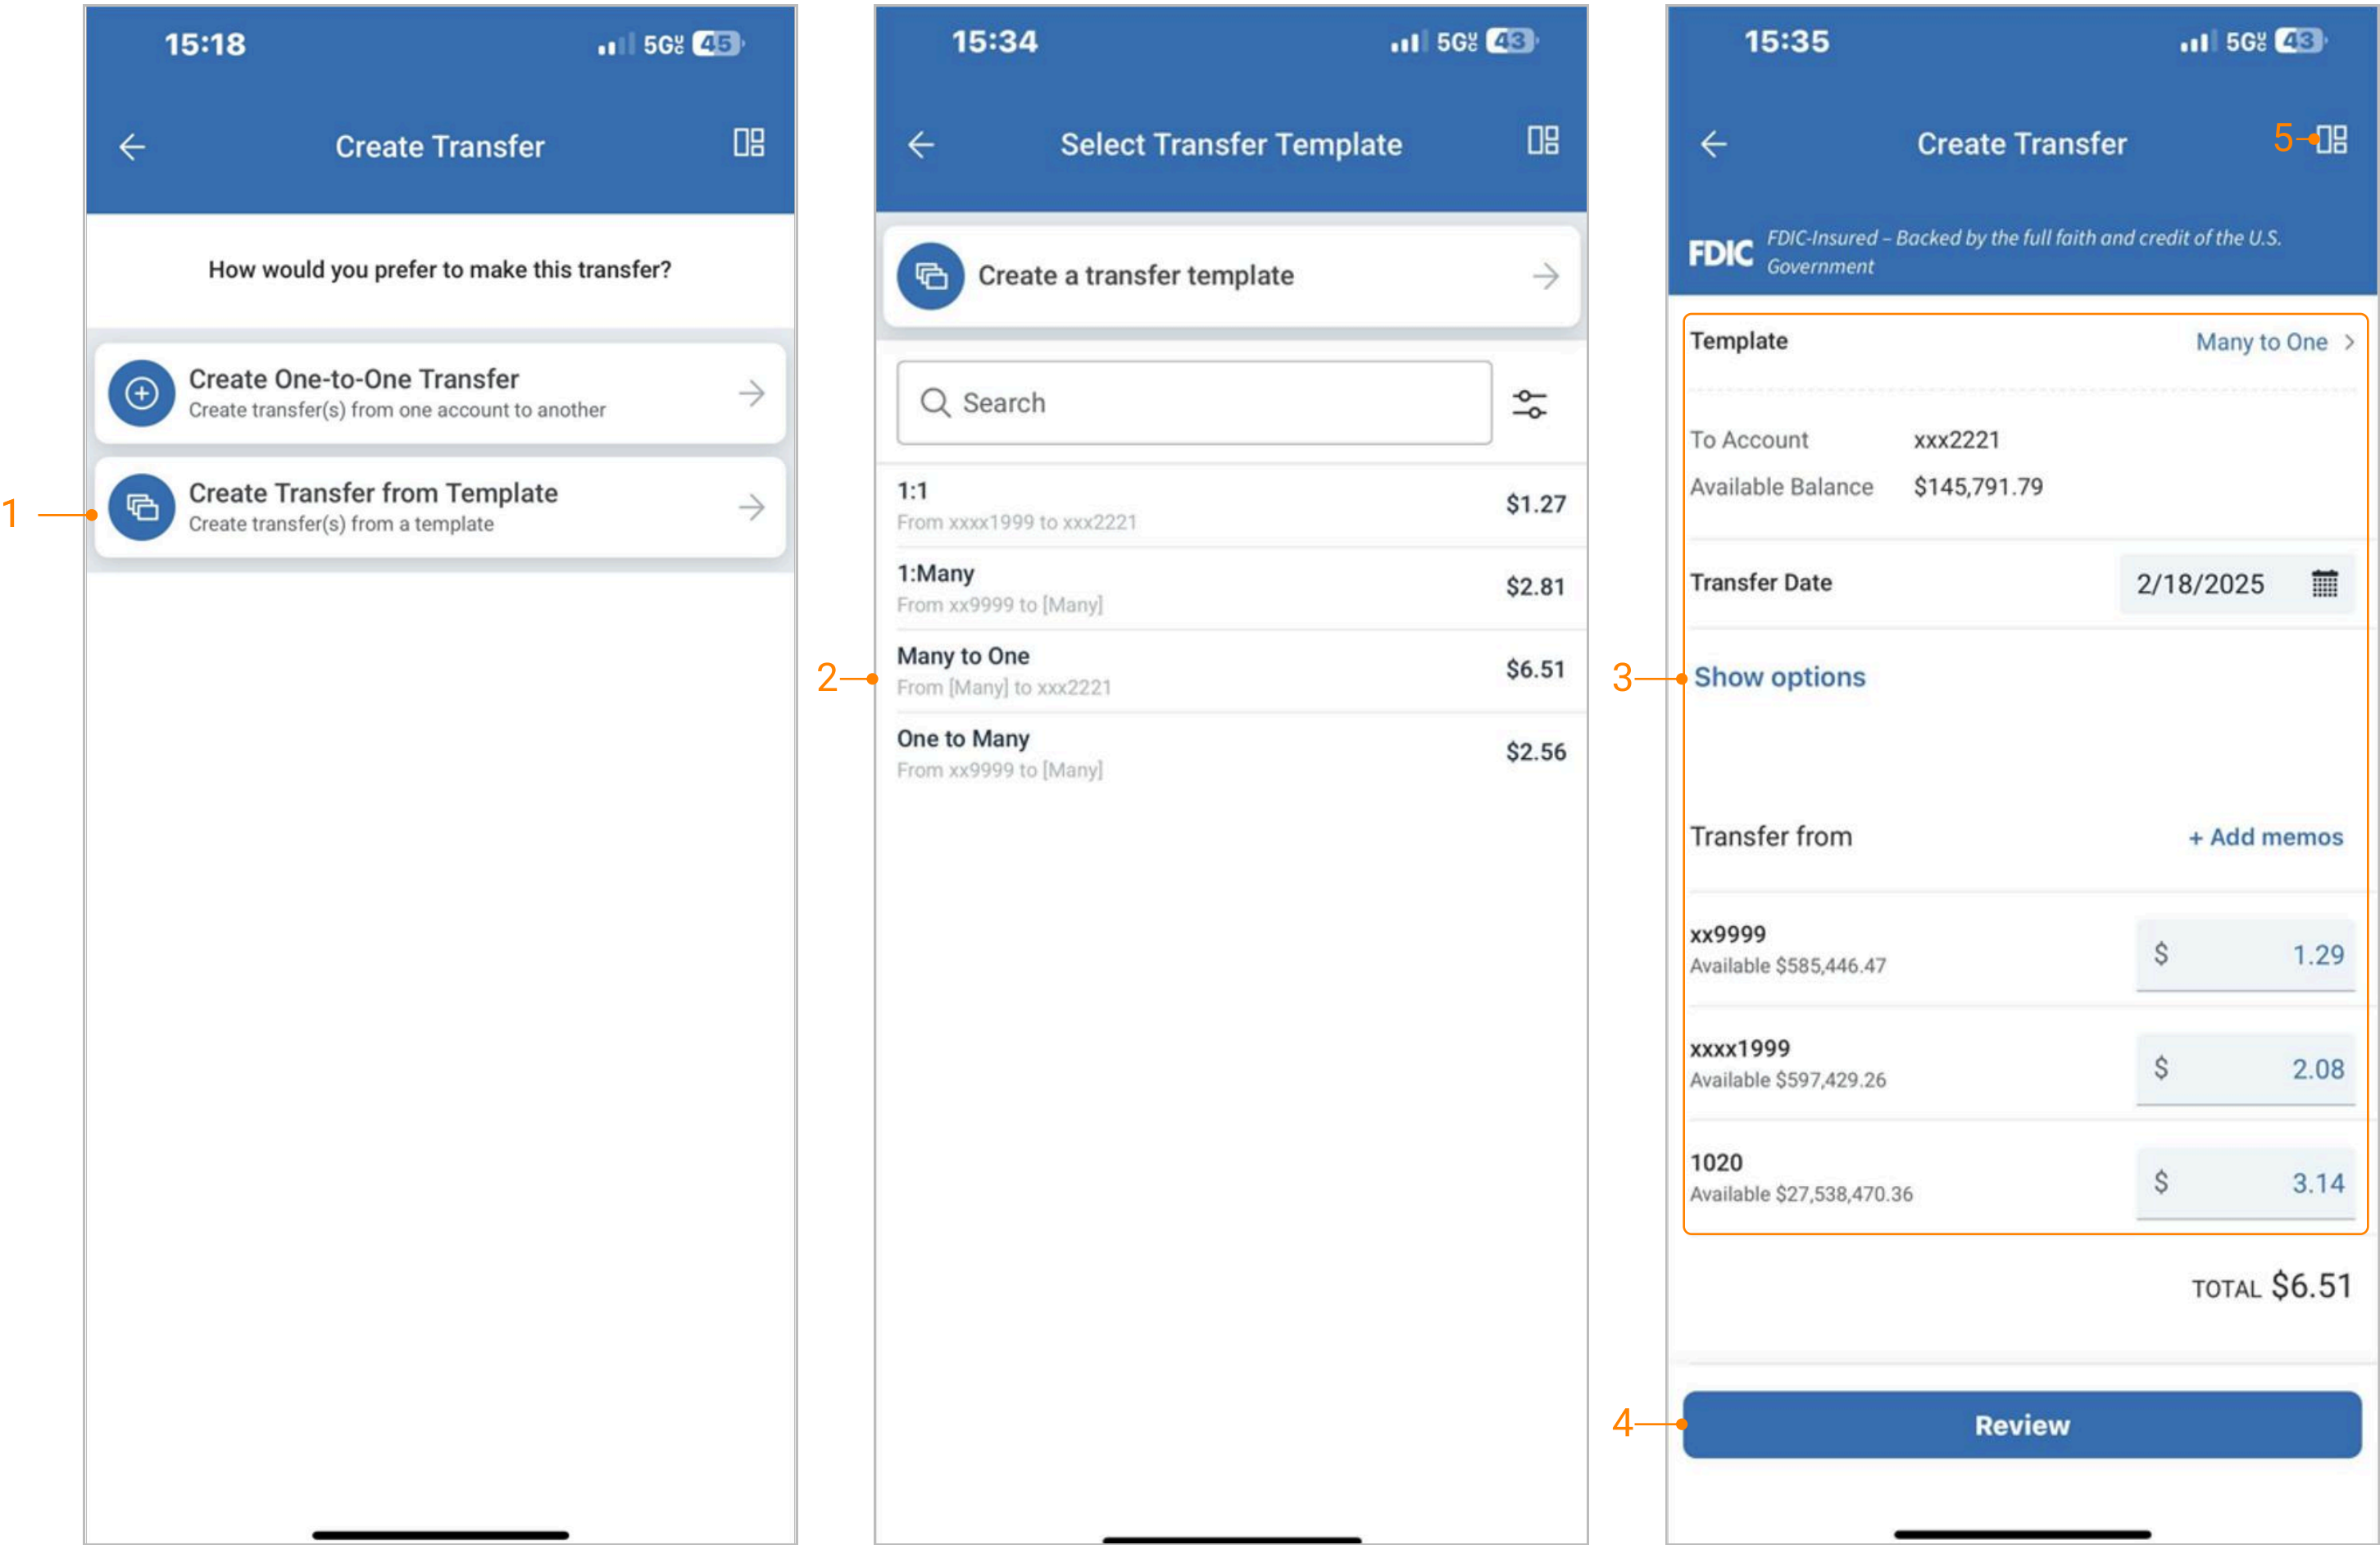 15:18
5G
45
Create Transfer
How would you prefer to make this transfer?
Create One-to-One Transfer
Create transfer(s) from one account to another
1
Create Transfer from Template
Create transfer(s) from a template
15:34
5G
43
Select Transfer Template
Create a transfer template
Search
1:1
$1.27
From xxxx1999 to xxx2221
1:Many
$2.81
From xx9999 to [Many]
2
Many to One
$6.51
From [Many] to xxx2221
One to Many
$2.56
From xx9999 to [Many]
15:35
5G
43
Create Transfer
5
FDIC
FDIC-Insured – Backed by the full faith and credit of the U.S.
Government
Template
Many to One
To Account xxx2221
Available Balance $145,791.79
Transfer Date 2/18/2025
3
Show options
Transfer from + Add memos
xx9999
Available $585,446.47
$ 1.29
xxxx1999
Available $597,429.26
$ 2.08
1020
Available $27,538,470.36
$ 3.14
TOTAL $6.51
4
Review